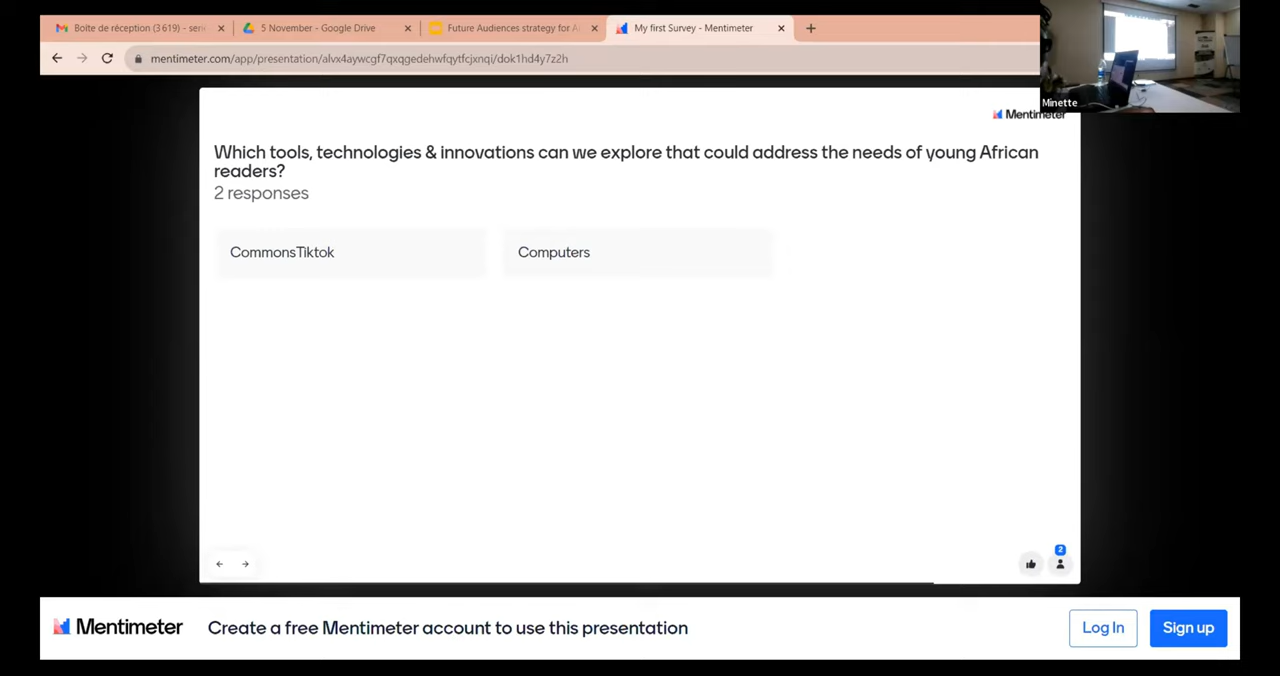 Boîte de réception (3 619) - seri
5 November - Google Drive
Future Audiences strategy for A
My first Survey - Mentimeter
mentimeter.com/app/presentation/alvx4aywcgf7qxqgedehwfqytfcjxnqi/dok1hd4y7z2h
Minette
Mentimeter
Which tools, technologies & innovations can we explore that could address the needs of young African
readers?
2 responses
CommonsTiktok
Computers
2
Mentimeter
Create a free Mentimeter account to use this presentation
Log In
Sign up